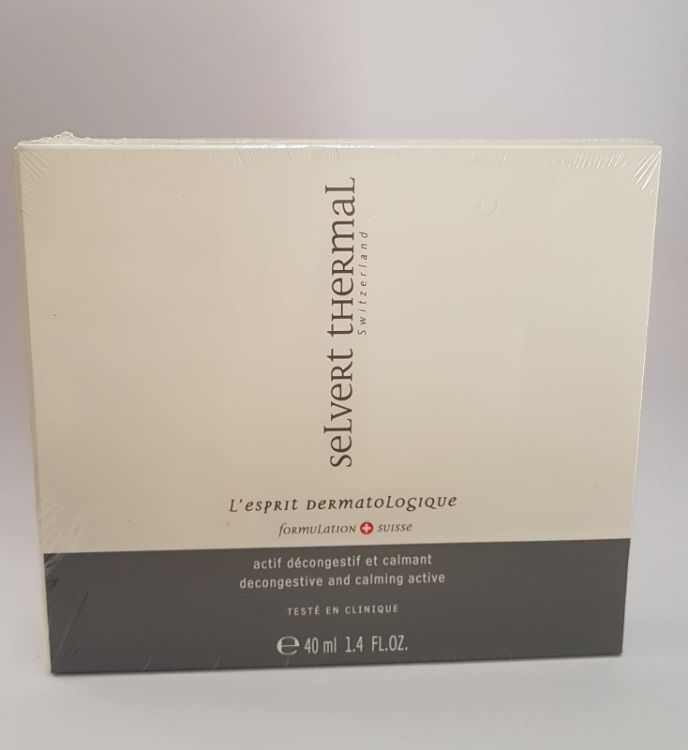 selvert thermal
Switzerland
L'esprit dermatologique
formulation suisse
actif décongestif et calmant
decongestive and calming active
TESTÉ EN CLINIQUE
℮ 40 ml 1.4 FL.OZ.